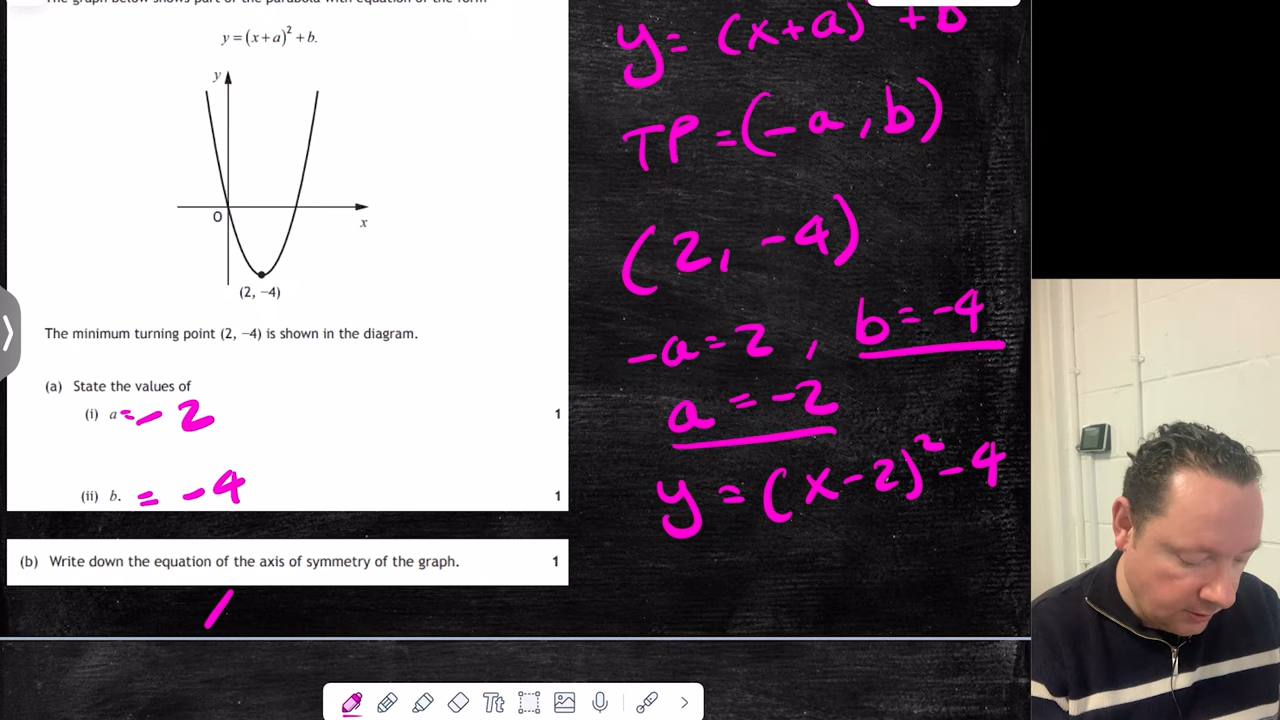 The graph below shows part of the parabola with equation of the form
y = (x+a)² + b.
y
O
x
(2, −4)
The minimum turning point (2, −4) is shown in the diagram.
(a) State the values of
(i) a = − 2 1
(ii) b. = − 4 1
(b) Write down the equation of the axis of symmetry of the graph. 1
y = (x+a) + b
TP = (−a, b)
(2, −4)
−a = 2 , b = −4
a = −2
y = (x−2)² − 4
Tt